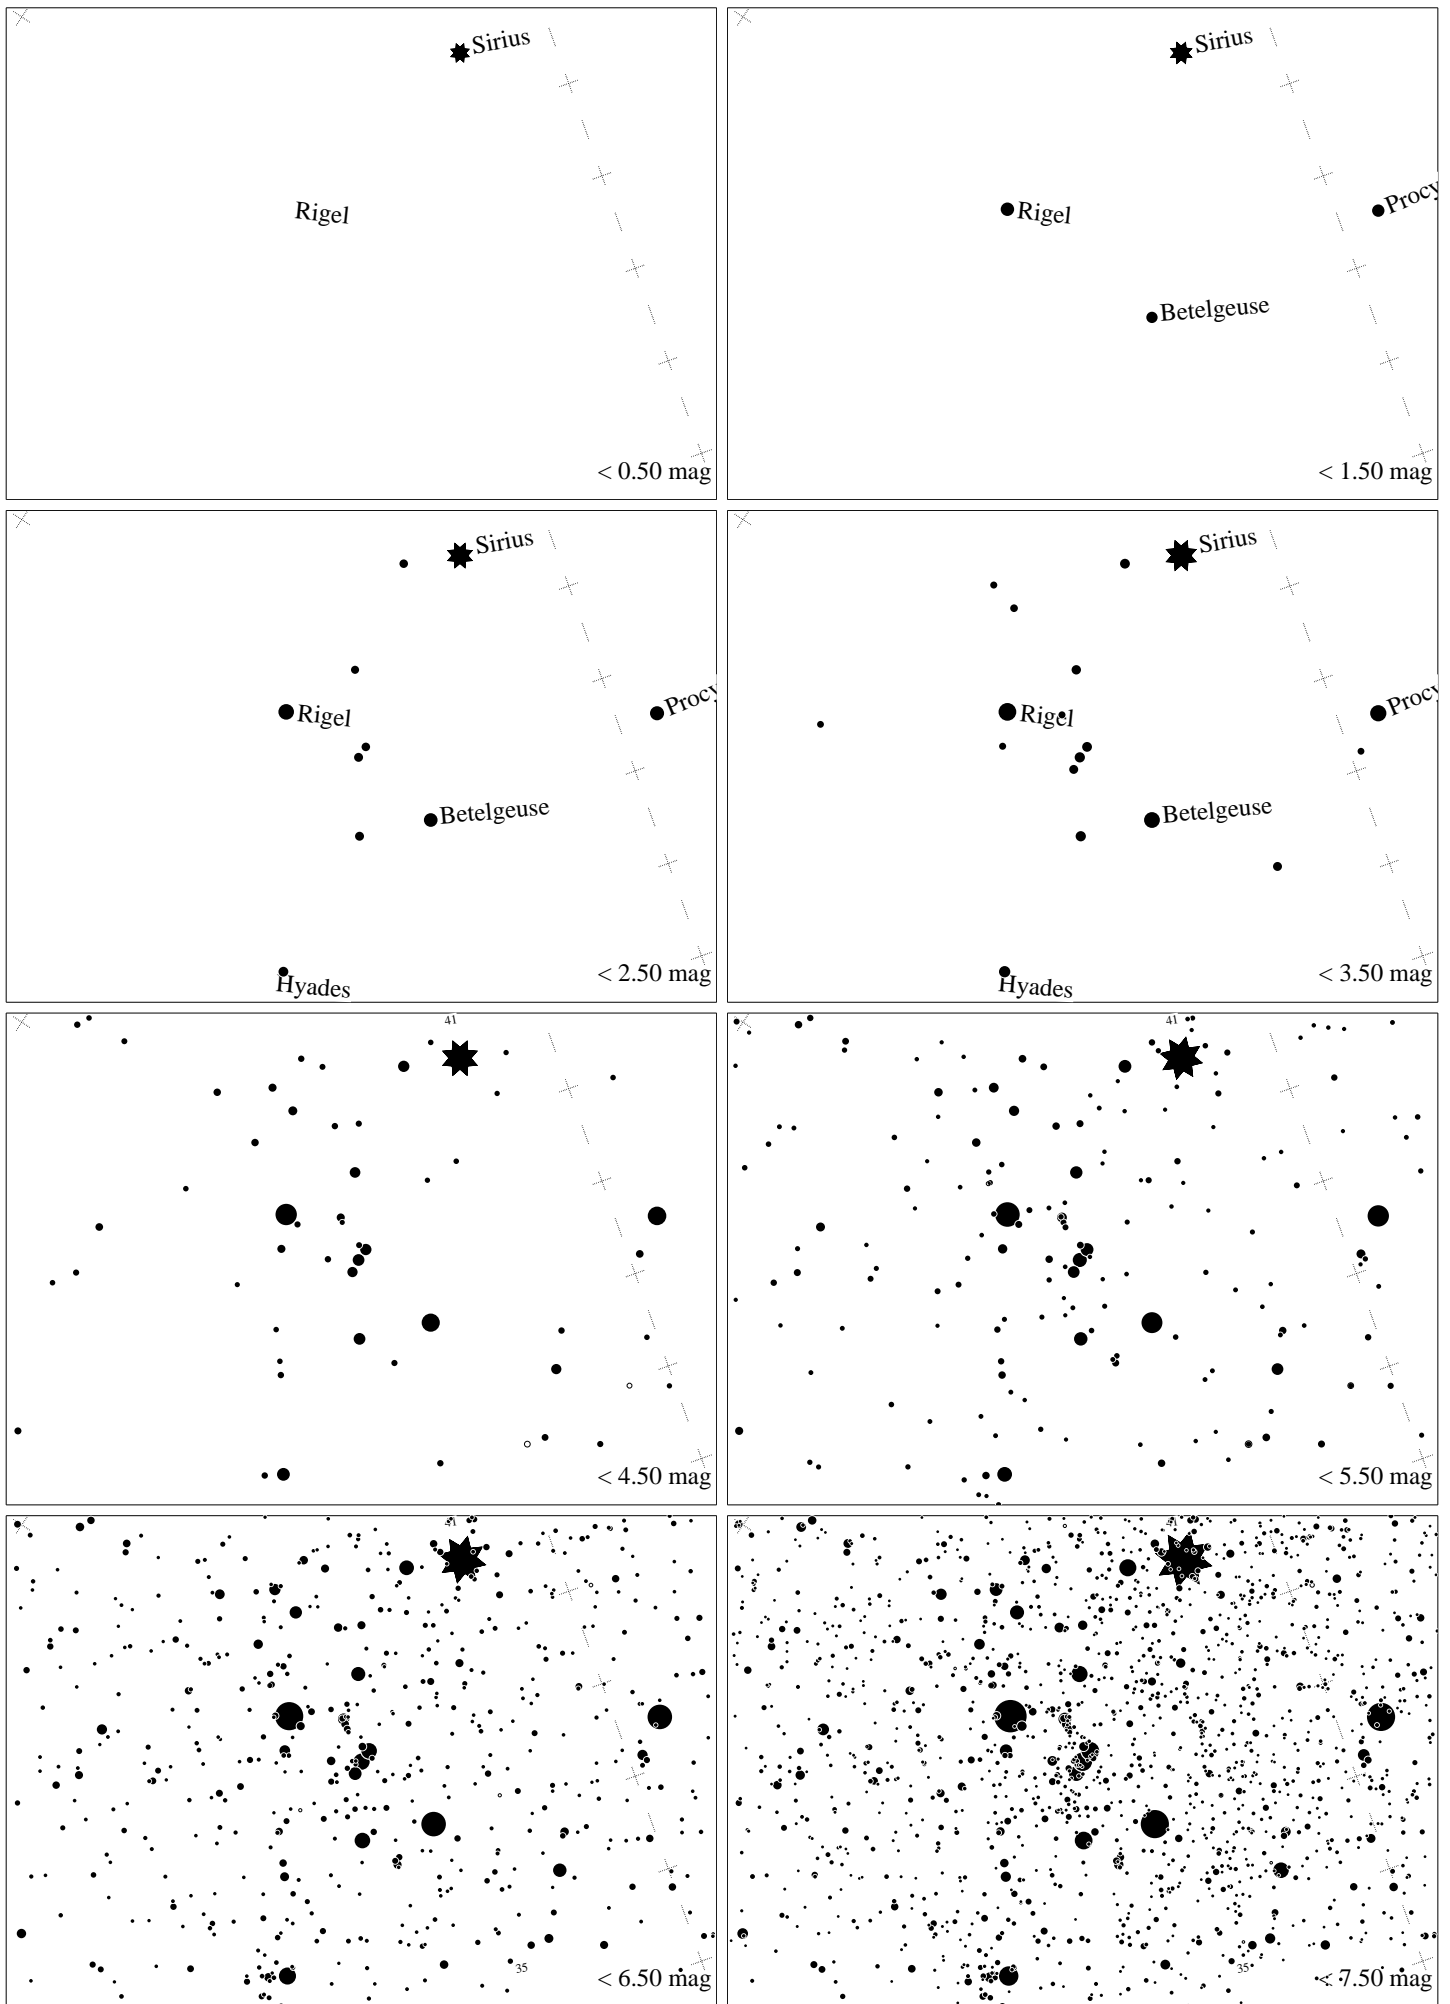 Sirius
Rigel
< 0.50 mag
Sirius
Rigel
Procy
Betelgeuse
< 1.50 mag
Sirius
Rigel
Procy
Betelgeuse
Hyades
< 2.50 mag
Sirius
Rigel
Procy
Betelgeuse
Hyades
< 3.50 mag
41
< 4.50 mag
41
< 5.50 mag
41
35
< 6.50 mag
41
35
< 7.50 mag